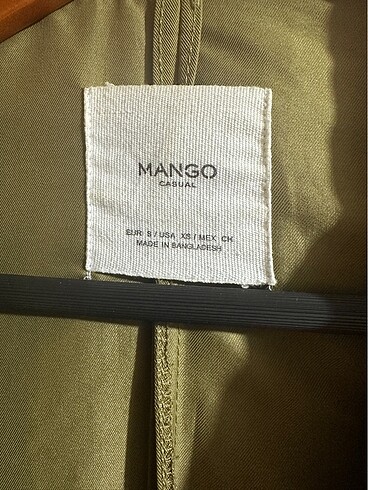 MANGO
CASUAL
EUR S / USA XS / MEX CH
MADE IN BANGLADESH